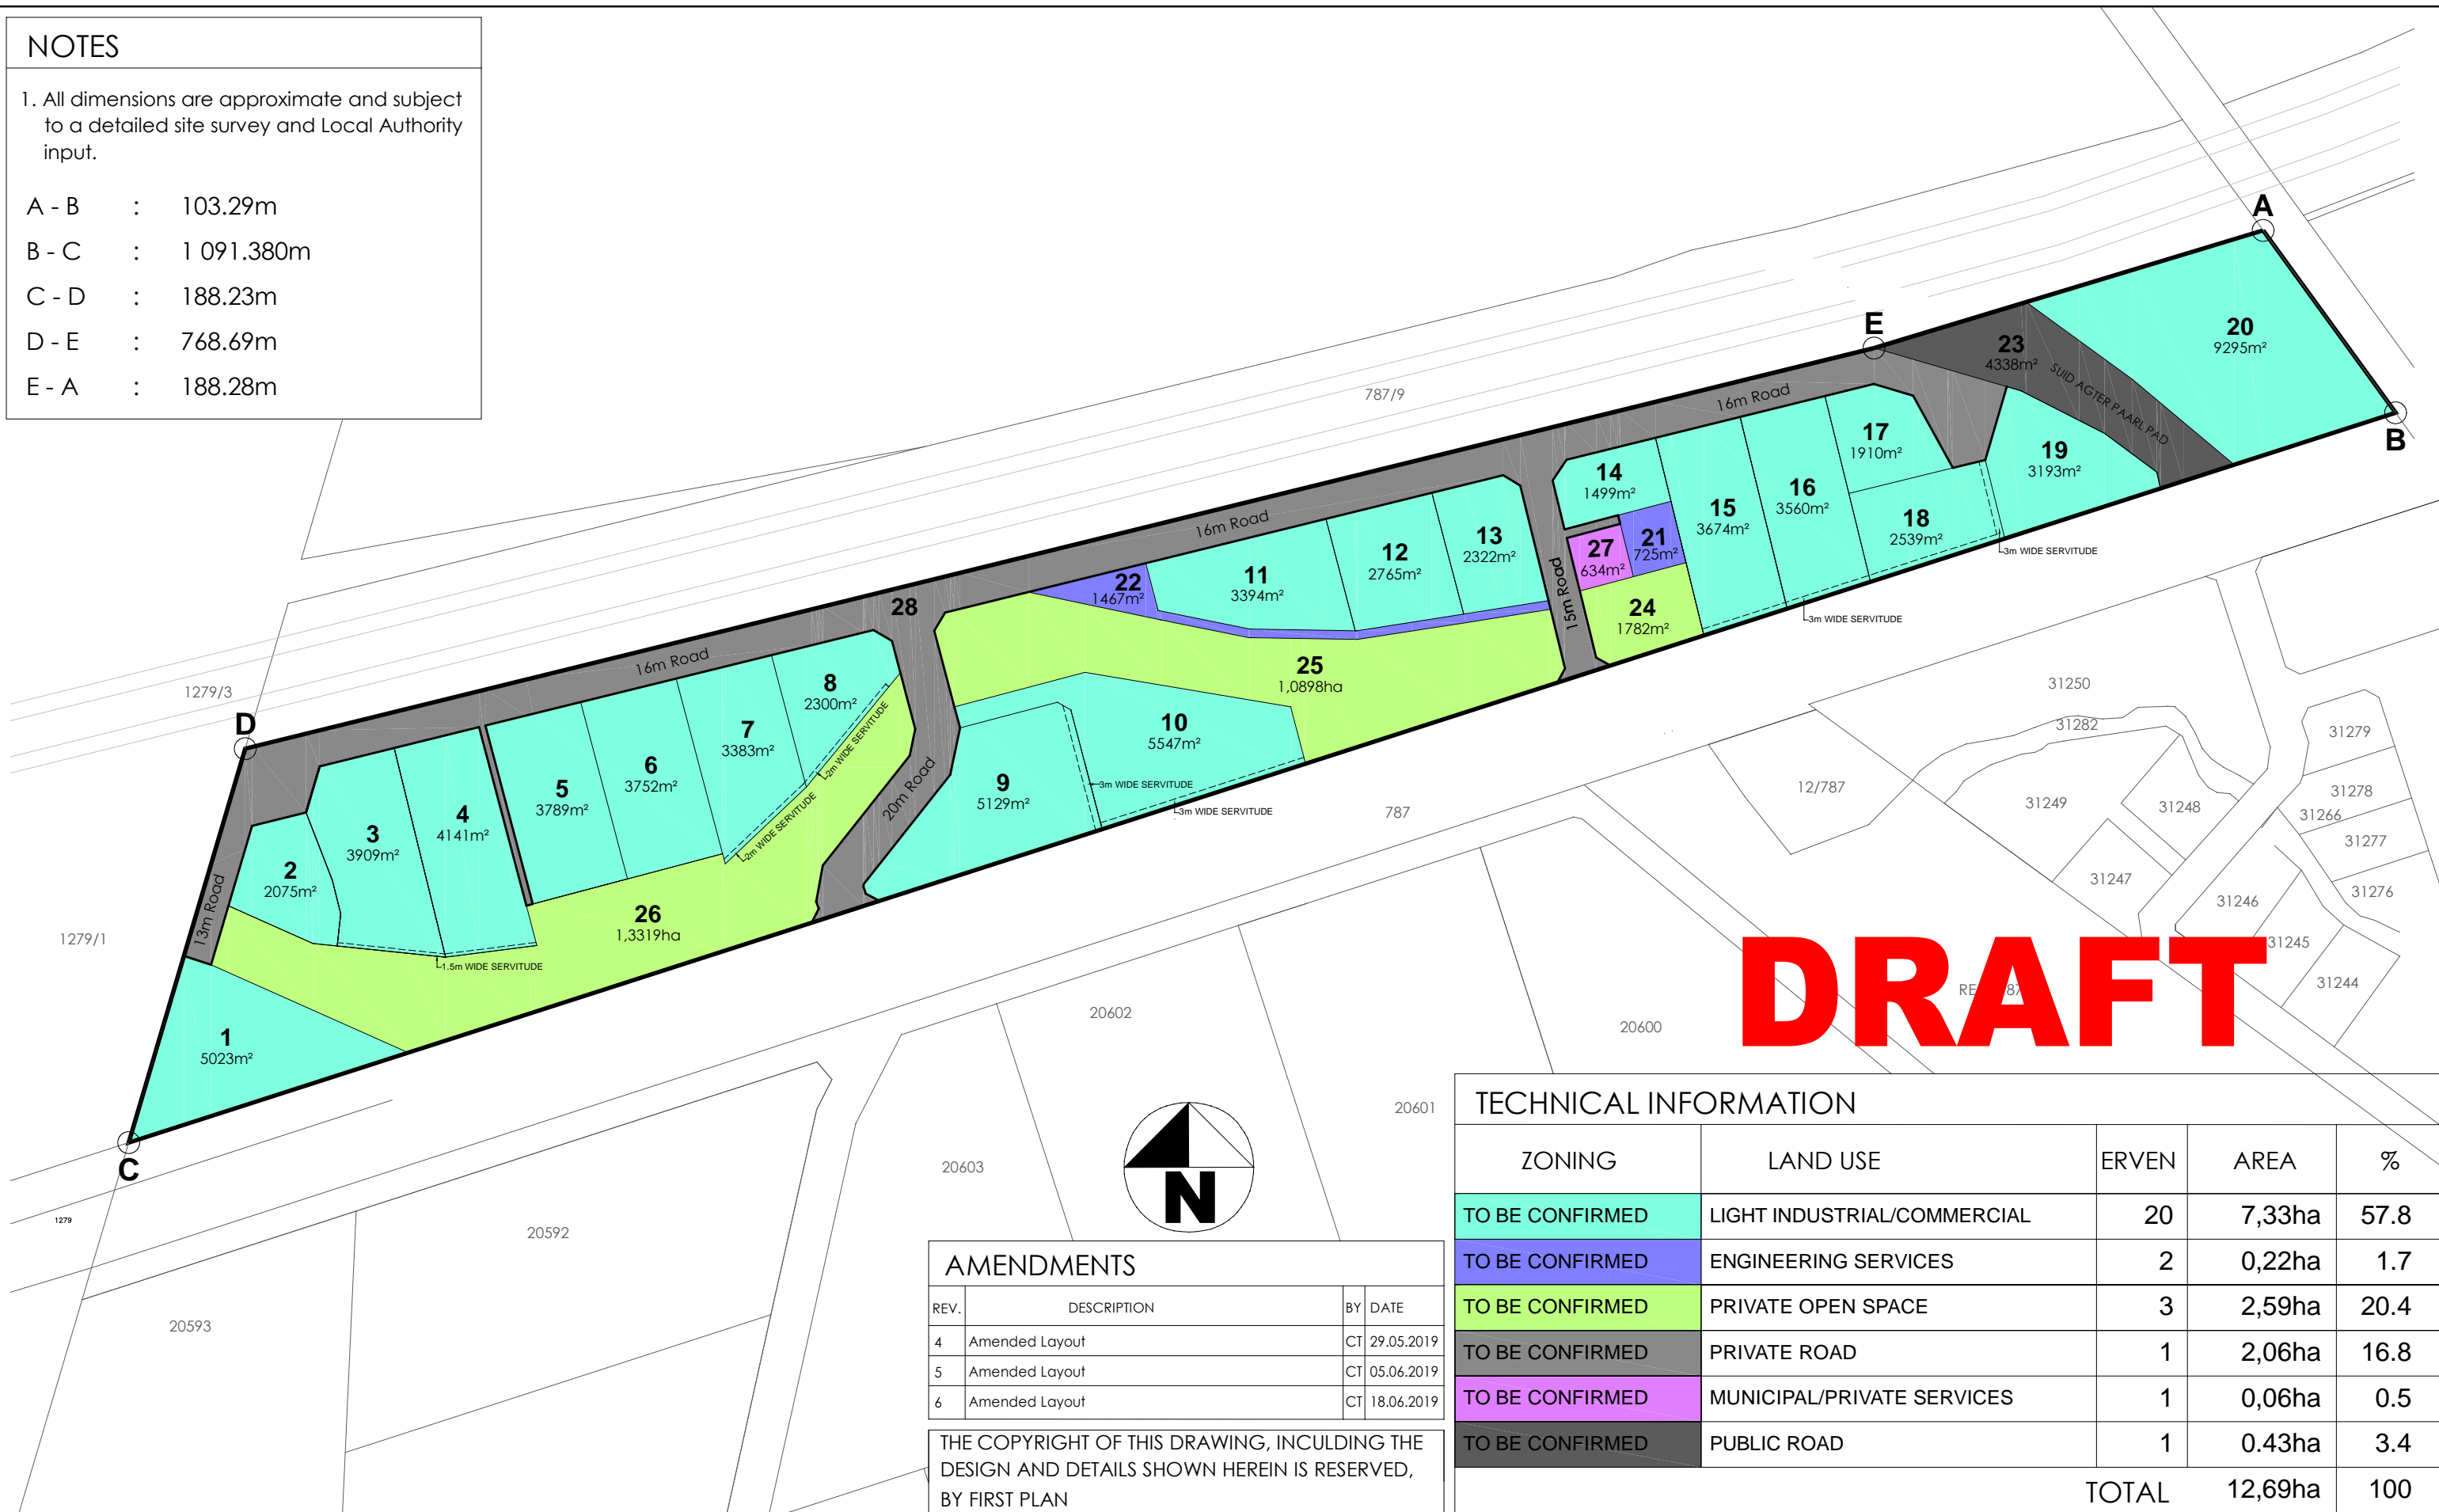 NOTES
1. All dimensions are approximate and subject
to a detailed site survey and Local Authority
input.
A - B : 103.29m
B - C : 1 091.380m
C - D : 188.23m
D - E : 768.69m
E - A : 188.28m
A
B
C
D
E
20
9295m²
23
4338m²
SUID AGTER PAARL PAD
19
3193m²
17
1910m²
18
2539m²
16
3560m²
15
3674m²
14
1499m²
21
725m²
27
634m²
24
1782m²
16m Road
15m Road
3m WIDE SERVITUDE
3m WIDE SERVITUDE
787/9
13
2322m²
12
2765m²
11
3394m²
22
1467m²
16m Road
25
1,0898ha
10
5547m²
9
5129m²
3m WIDE SERVITUDE
3m WIDE SERVITUDE
28
20m Road
16m Road
8
2300m²
7
3383m²
6
3752m²
5
3789m²
4
4141m²
3
3909m²
2
2075m²
13m Road
2m WIDE SERVITUDE
2m WIDE SERVITUDE
26
1,3319ha
1.5m WIDE SERVITUDE
1
5023m²
1279/3
1279/1
1279
787
12/787
31250
31282
31279
31278
31266
31277
31276
31249
31248
31247
31246
31245
31244
20602
20600
20601
20603
20592
20593
DRAFT
N
AMENDMENTS
REV. DESCRIPTION BY DATE
4 Amended Layout CT 29.05.2019
5 Amended Layout CT 05.06.2019
6 Amended Layout CT 18.06.2019
THE COPYRIGHT OF THIS DRAWING, INCULDING THE
DESIGN AND DETAILS SHOWN HEREIN IS RESERVED,
BY FIRST PLAN
TECHNICAL INFORMATION
ZONING LAND USE ERVEN AREA %
TO BE CONFIRMED LIGHT INDUSTRIAL/COMMERCIAL 20 7,33ha 57.8
TO BE CONFIRMED ENGINEERING SERVICES 2 0,22ha 1.7
TO BE CONFIRMED PRIVATE OPEN SPACE 3 2,59ha 20.4
TO BE CONFIRMED PRIVATE ROAD 1 2,06ha 16.8
TO BE CONFIRMED MUNICIPAL/PRIVATE SERVICES 1 0,06ha 0.5
TO BE CONFIRMED PUBLIC ROAD 1 0.43ha 3.4
TOTAL 12,69ha 100